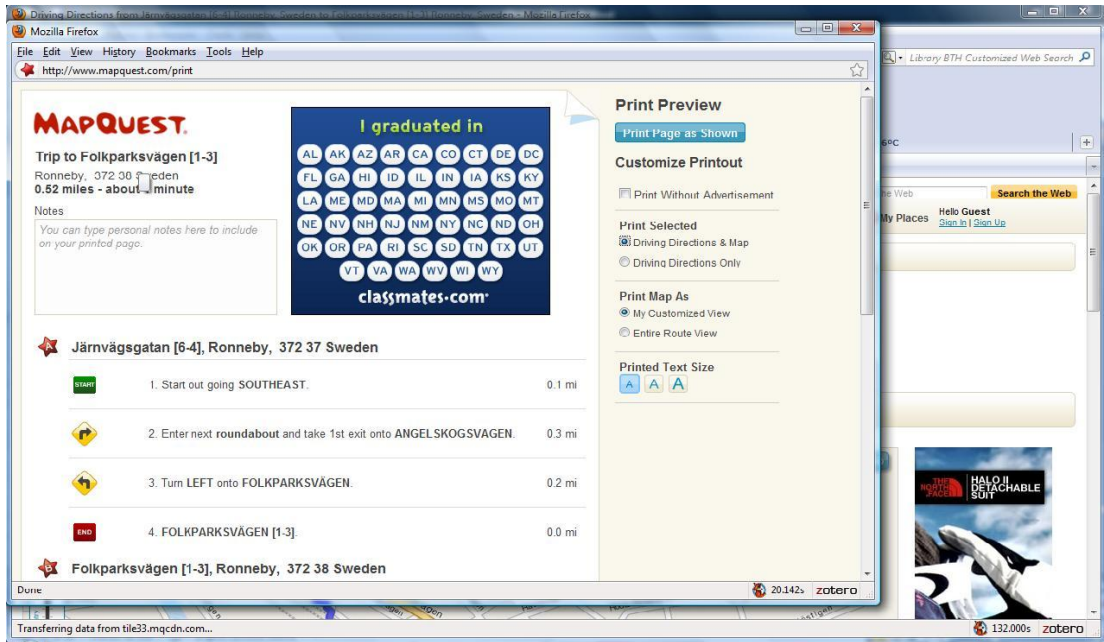 Driving Directions from Järnvägsgatan [6-4] Ronneby, Sweden to Folkparksvägen [1-3] Ronneby, Sweden - Mozilla Firefox
Mozilla Firefox
File Edit View History Bookmarks Tools Help
http://www.mapquest.com/print
Library BTH Customized Web Search
6°C
MAPQUEST.
Trip to Folkparksvägen [1-3]
Ronneby, 372 38 Sweden
0.52 miles - about minute
Notes
You can type personal notes here to include
on your printed page.
I graduated in
AL AK AZ AR CA CO CT DE DC
FL GA HI ID IL IN IA KS KY
LA ME MD MA MI MN MS MO MT
NE NV NH NJ NM NY NC ND OH
OK OR PA RI SC SD TN TX UT
VT VA WA WV WI WY
classmates.com
Print Preview
Print Page as Shown
Customize Printout
Print Without Advertisement
Print Selected
Driving Directions & Map
Driving Directions Only
Print Map As
My Customized View
Entire Route View
Printed Text Size
A A A
he Web
Search the Web
My Places
Hello Guest
Sign In | Sign Up
A
Järnvägsgatan [6-4], Ronneby, 372 37 Sweden
START 1. Start out going SOUTHEAST. 0.1 mi
2. Enter next roundabout and take 1st exit onto ANGELSKOGSVAGEN. 0.3 mi
3. Turn LEFT onto FOLKPARKSVÄGEN. 0.2 mi
END 4. FOLKPARKSVÄGEN [1-3]. 0.0 mi
B
Folkparksvägen [1-3], Ronneby, 372 38 Sweden
THE NORTH FACE
HALO II
DETACHABLE
SUIT
Done
20.142s zotero
Transferring data from tile33.mqcdn.com...
132.000s zotero